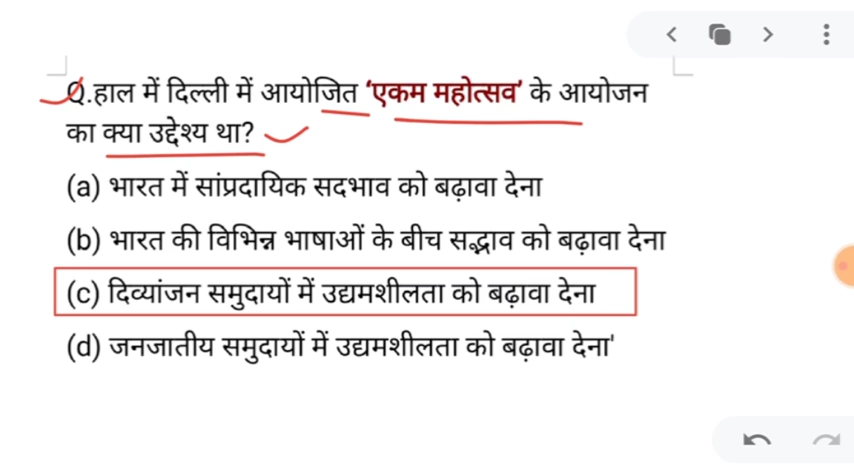 Q.हाल में दिल्ली में आयोजित ‘एकम महोत्सव’ के आयोजन
का क्या उद्देश्य था?
(a) भारत में सांप्रदायिक सदभाव को बढ़ावा देना
(b) भारत की विभिन्न भाषाओं के बीच सद्भाव को बढ़ावा देना
(c) दिव्यांजन समुदायों में उद्यमशीलता को बढ़ावा देना
(d) जनजातीय समुदायों में उद्यमशीलता को बढ़ावा देना'